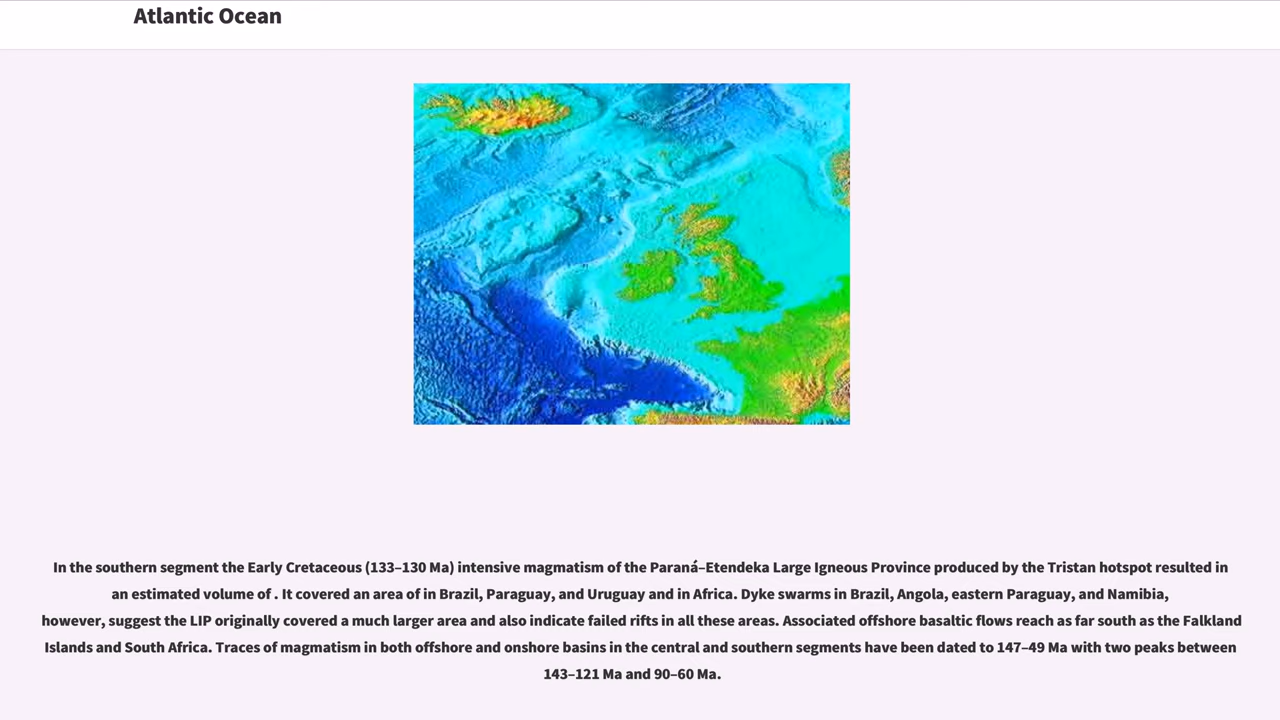 Atlantic Ocean
In the southern segment the Early Cretaceous (133–130 Ma) intensive magmatism of the Paraná–Etendeka Large Igneous Province produced by the Tristan hotspot resulted in
an estimated volume of . It covered an area of in Brazil, Paraguay, and Uruguay and in Africa. Dyke swarms in Brazil, Angola, eastern Paraguay, and Namibia,
however, suggest the LIP originally covered a much larger area and also indicate failed rifts in all these areas. Associated offshore basaltic flows reach as far south as the Falkland
Islands and South Africa. Traces of magmatism in both offshore and onshore basins in the central and southern segments have been dated to 147–49 Ma with two peaks between
143–121 Ma and 90–60 Ma.